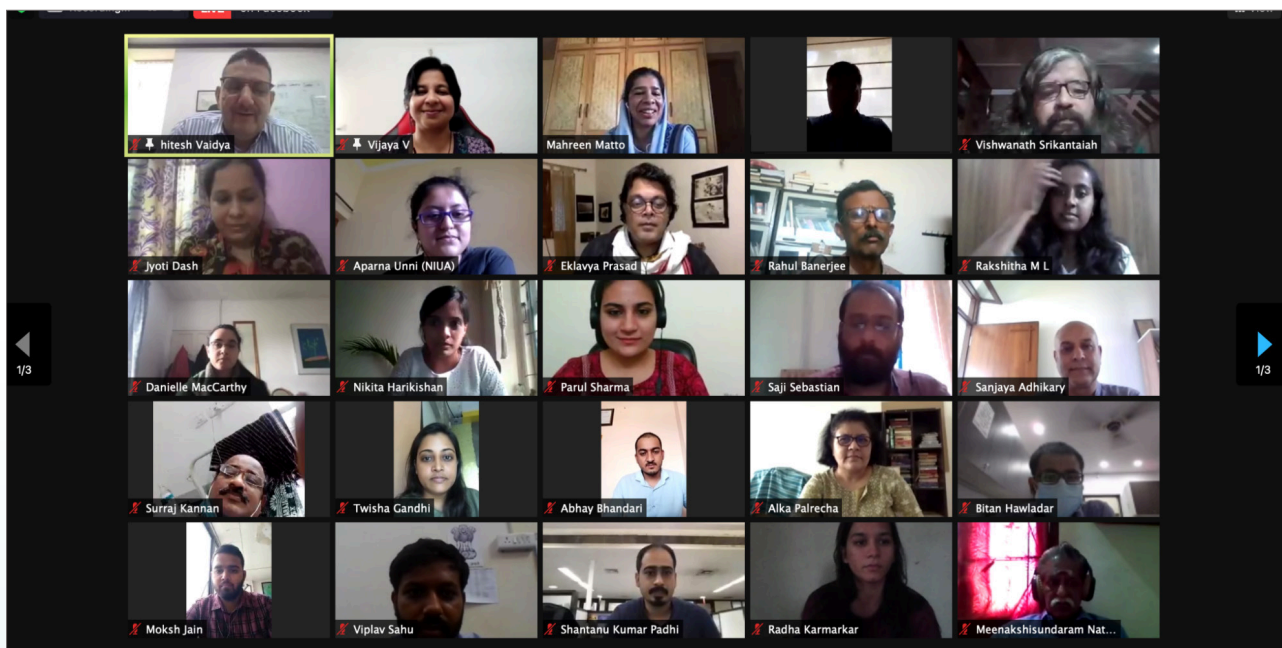 LIVE
hitesh Vaidya
Vijaya V
Mahreen Matto
Vishwanath Srikantaiah
Jyoti Dash
Aparna Unni (NIUA)
Eklavya Prasad
Rahul Banerjee
Rakshitha M L
1/3
1/3
Danielle MacCarthy
Nikita Harikishan
Parul Sharma
Saji Sebastian
Sanjaya Adhikary
Surraj Kannan
Twisha Gandhi
Abhay Bhandari
Alka Palrecha
Bitan Hawladar
Moksh Jain
Viplav Sahu
Shantanu Kumar Padhi
Radha Karmarkar
Meenakshisundaram Nat...